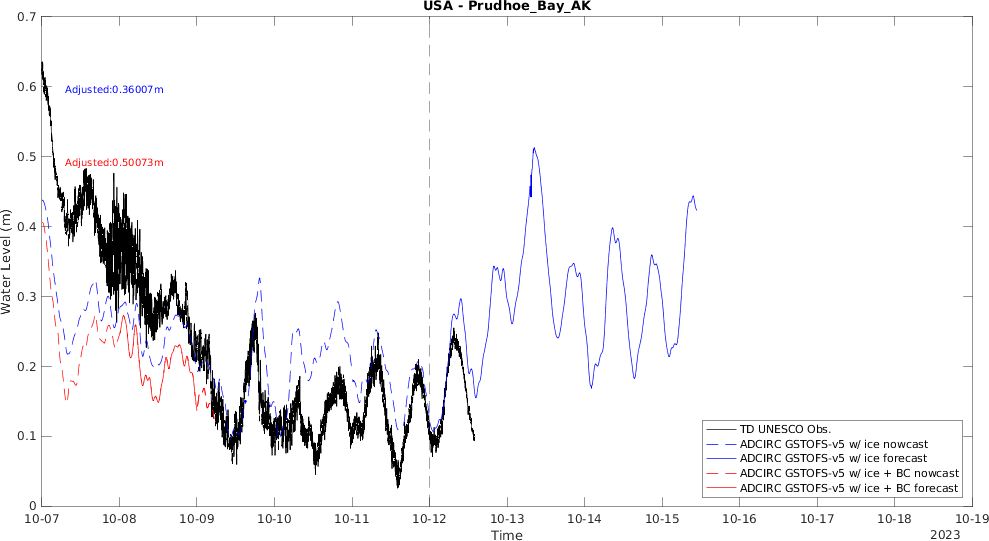 USA - Prudhoe_Bay_AK
0.7
0.6
0.5
0.4
0.3
0.2
0.1
0
Water Level (m)
Adjusted:0.36007m
Adjusted:0.50073m
TD UNESCO Obs.
ADCIRC GSTOFS-v5 w/ ice nowcast
ADCIRC GSTOFS-v5 w/ ice forecast
ADCIRC GSTOFS-v5 w/ ice + BC nowcast
ADCIRC GSTOFS-v5 w/ ice + BC forecast
10-07 10-08 10-09 10-10 10-11 10-12 10-13 10-14 10-15 10-16 10-17 10-18 10-19
Time
2023